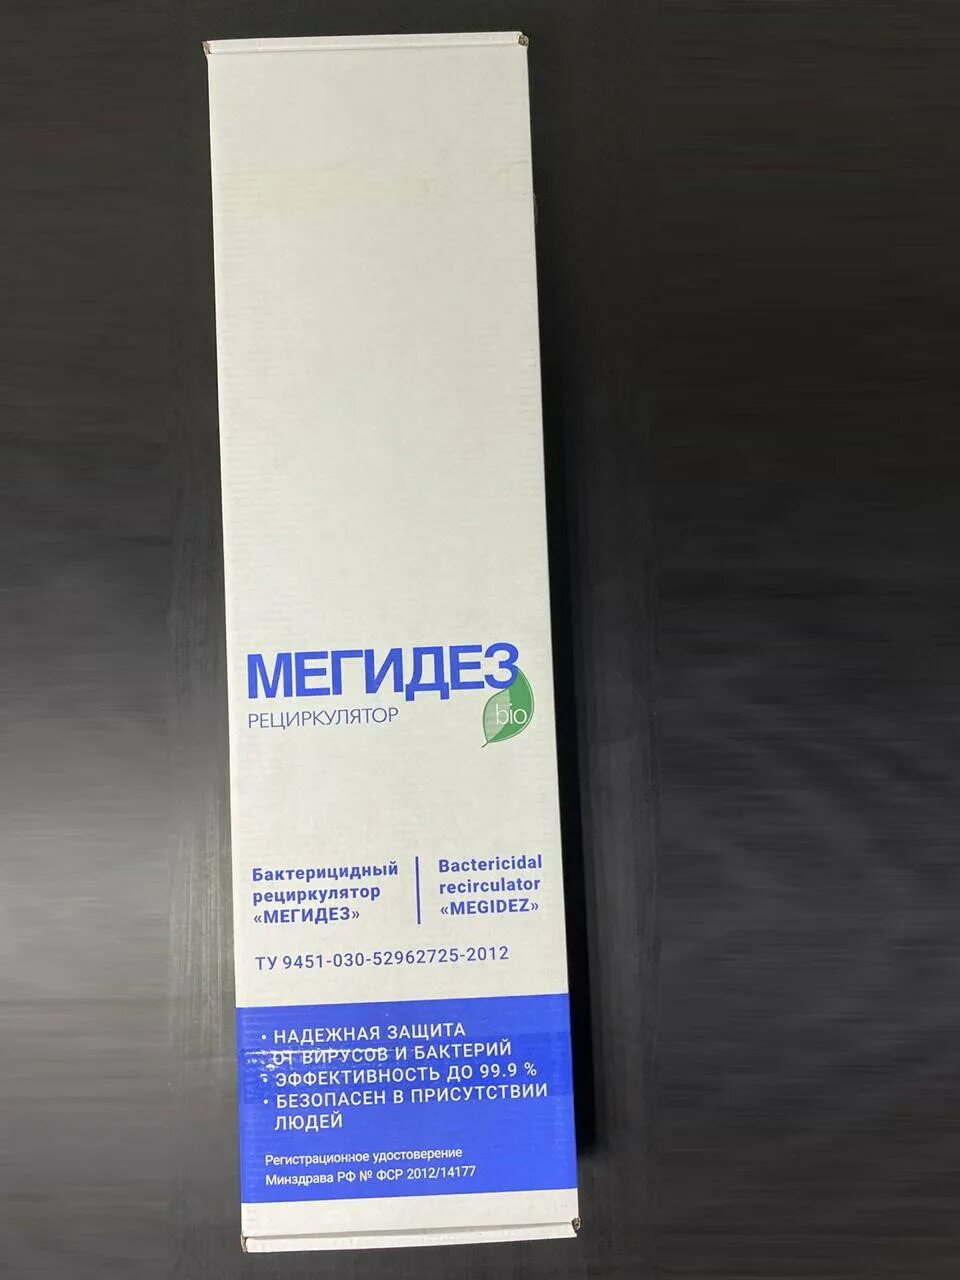 МЕГИДЕЗ
РЕЦИРКУЛЯТОР
bio
Бактерицидный
рециркулятор
«МЕГИДЕЗ»
Bactericidal
recirculator
«MEGIDEZ»
ТУ 9451-030-52962725-2012
• НАДЕЖНАЯ ЗАЩИТА
ОТ ВИРУСОВ И БАКТЕРИЙ
• ЭФФЕКТИВНОСТЬ ДО 99.9 %
• БЕЗОПАСЕН В ПРИСУТСТВИИ
ЛЮДЕЙ
Регистрационное удостоверение
Минздрава РФ № ФСР 2012/14177